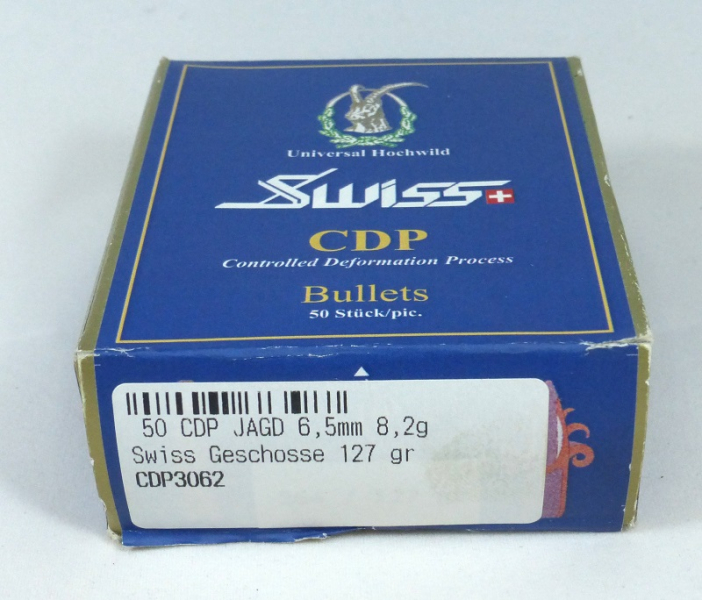 Universal Hochwild
Swiss
CDP
Controlled Deformation Process
Bullets
50 Stück/pic.
50 CDP JAGD 6,5mm 8,2g
Swiss Geschosse 127 gr
CDP3062